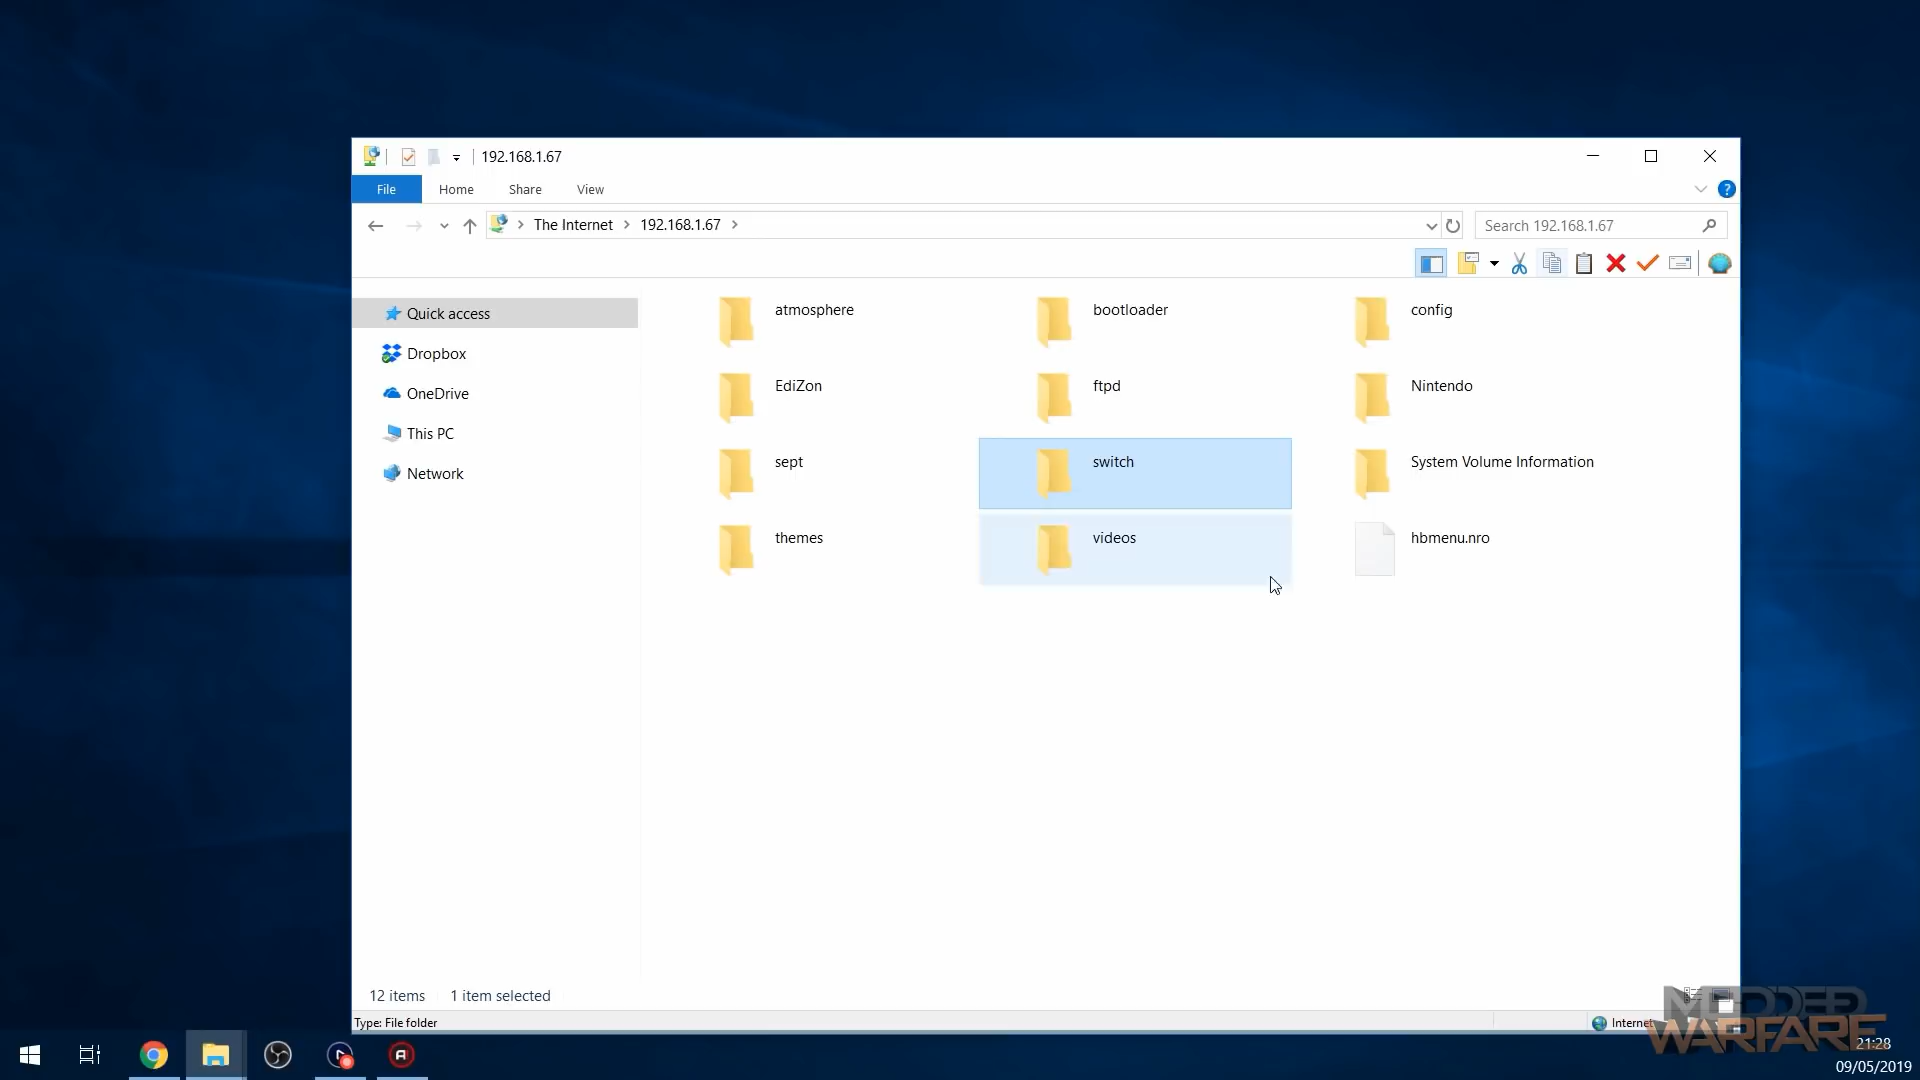 192.168.1.67
File Home Share View
The Internet 192.168.1.67 Search 192.168.1.67
Quick access
Dropbox
OneDrive
This PC
Network
atmosphere bootloader config
EdiZon ftpd Nintendo
sept switch System Volume Information
themes videos hbmenu.nro
12 items 1 item selected
Type: File folder Internet
MODDED
WARFARE
21:28
09/05/2019